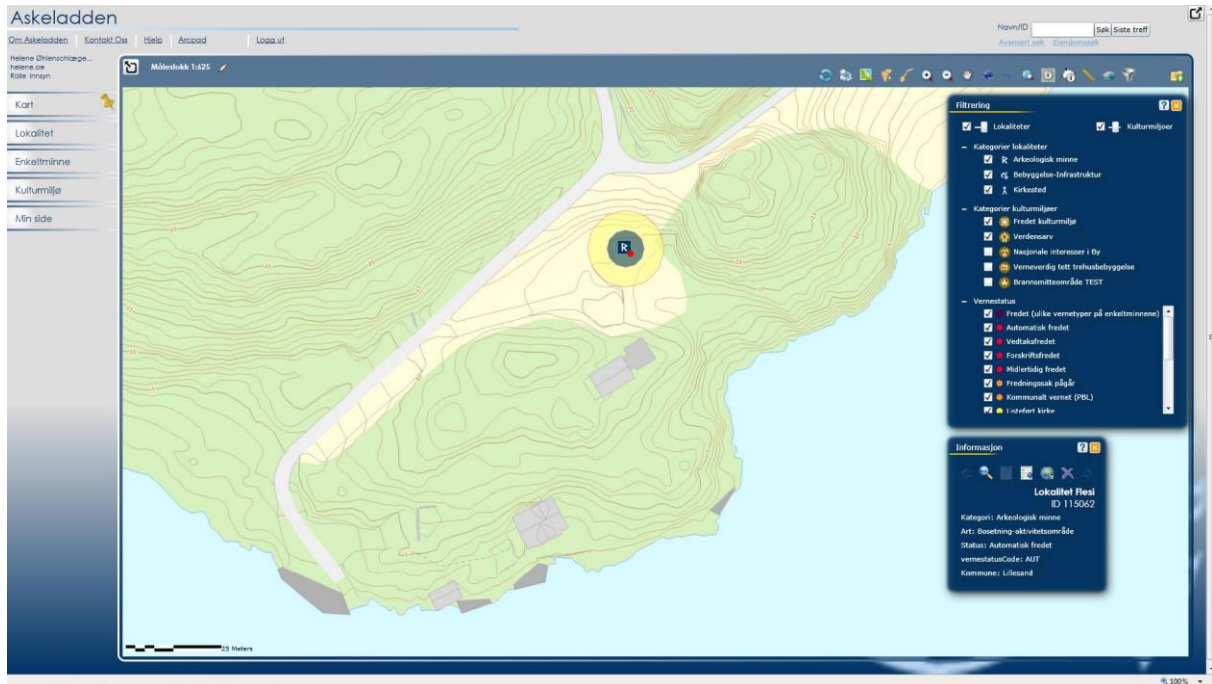 Askeladden
Om Askeladden Kontakt Oss Hjelp Arcpad Logg ut
Navn/ID Søk Siste treff
Avansert søk Eiendomssøk
Helene Øhlenschlæge...
helene.oe
Rolle Innsyn
Målestokk 1:625
Kart
Lokalitet
Enkeltminne
Kulturmiljø
Min side
Filtrering
Lokaliteter Kulturmiljøer
Kategorier lokaliteter
R Arkeologisk minne
Bebyggelse-Infrastruktur
Kirkested
Kategorier kulturmiljøer
Fredet kulturmiljø
Verdensarv
Nasjonale interesser i By
Verneverdig tett trehusbebyggelse
Brannsmitteområde TEST
Vernestatus
Fredet (ulike vernetyper på enkeltminnene)
Automatisk fredet
Vedtaksfredet
Forskriftsfredet
Midlertidig fredet
Fredningssak pågår
Kommunalt vernet (PBL)
Listeført kirke
R
Informasjon
Lokalitet Flesi
ID 115062
Kategori: Arkeologisk minne
Art: Bosetning-aktivitetsområde
Status: Automatisk fredet
vernestatusCode: AUT
Kommune: Lillesand
25 Meters
100%